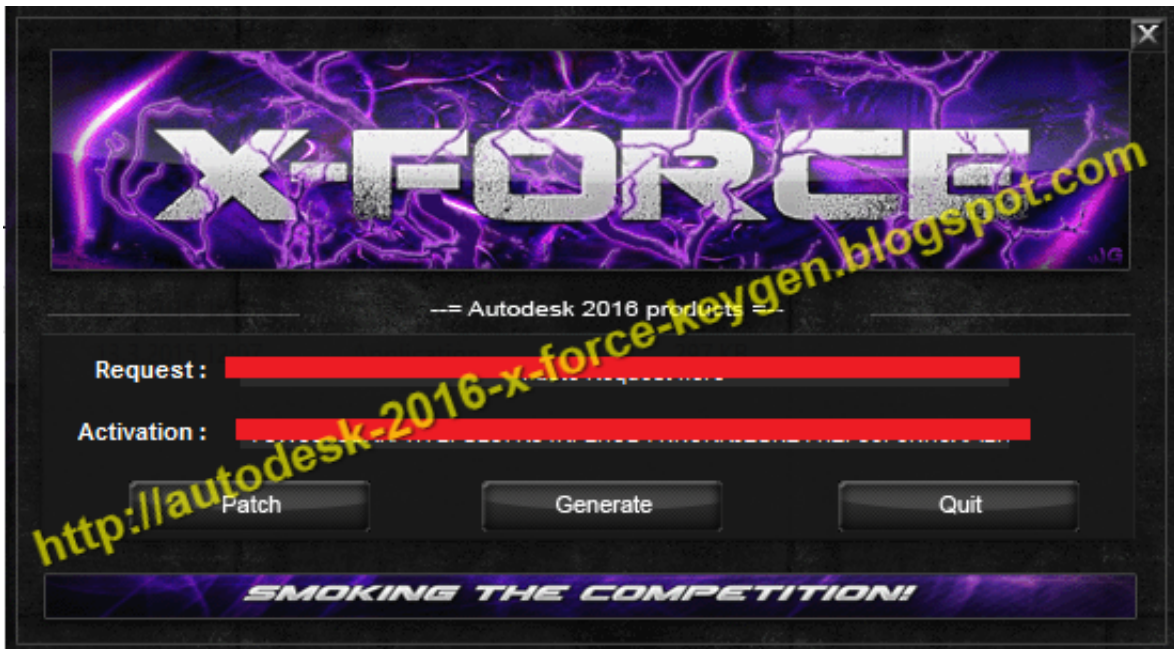 X
X-FORCE
--= Autodesk 2016 products =--
http://autodesk-2016-x-force-keygen.blogspot.com
Request :
Activation :
Patch
Generate
Quit
SMOKING THE COMPETITION!